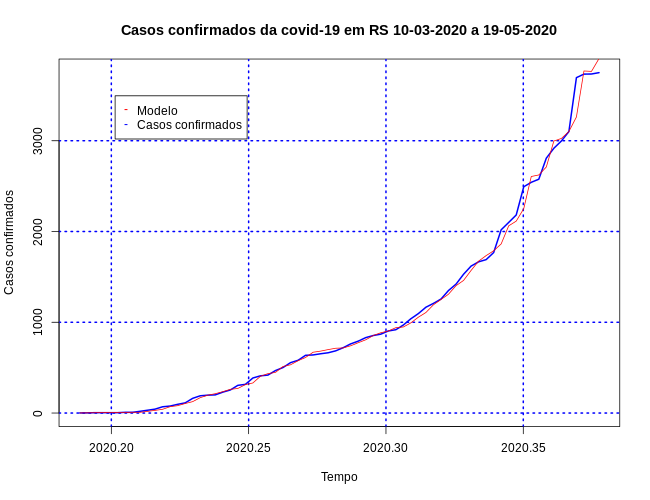 Casos confirmados da covid-19 em RS 10-03-2020 a 19-05-2020
Modelo
Casos confirmados
Casos confirmados
3000
2000
1000
0
2020.20 2020.25 2020.30 2020.35
Tempo